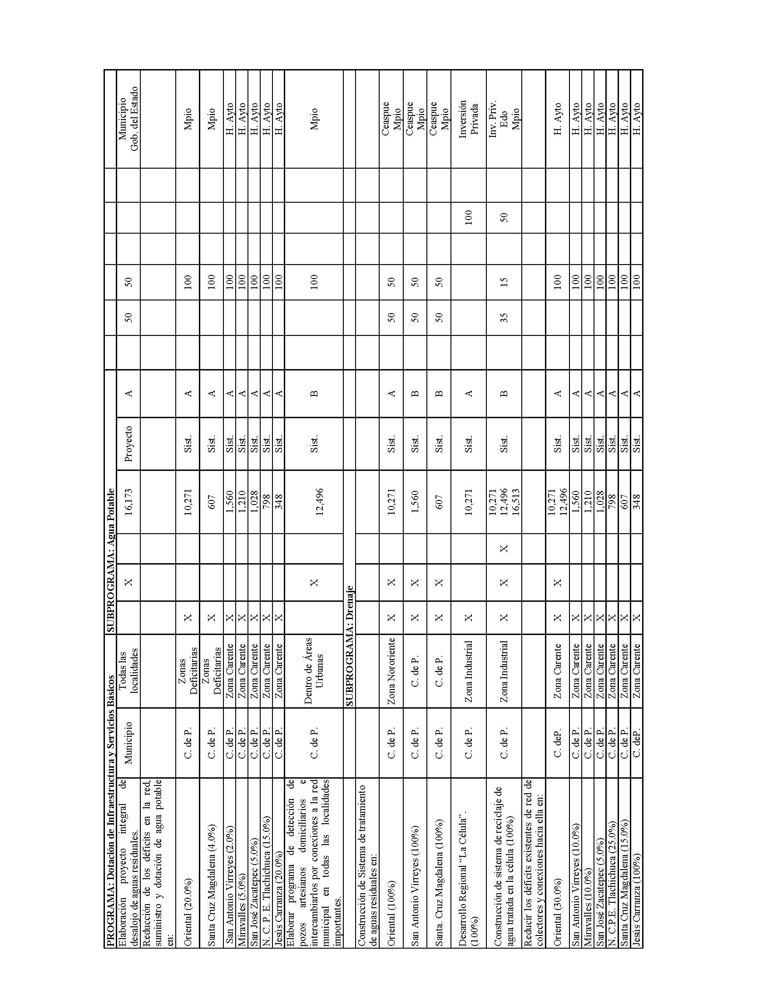 PROGRAMA: Dotación de Infraestructura y Servicios Básicos SUBPROGRAMA: Agua Potable
Elaboración proyecto integral de desalojo de aguas residuales. Municipio Todas las localidades X 16,173 Proyecto A 50 50 Municipio Gob. del Estado
Reducción de los déficits en la red, suministro y dotación de agua potable en:
Oriental (20.0%) C. de P. Zonas Deficitarias X 10,271 Sist. A 100 Mpio
Santa Cruz Magdalena (4.0%) C. de P. Zonas Deficitarias X 607 Sist. A 100 Mpio
San Antonio Virreyes (2.0%) C. de P. Zona Carente X 1,560 Sist. A 100 H. Ayto
Miravalles (5.0%) C. de P. Zona Carente X 1,210 Sist. A 100 H. Ayto
San José Zacatepec (5.0%) C. de P. Zona Carente X 1,028 Sist. A 100 H. Ayto
N. C. P. E. Tlachichuca (15.0%) C. de P. Zona Carente X 798 Sist. A 100 H. Ayto
Jesús Carranza (20.0%) C. de P. Zona Carente X 348 Sist. A 100 H. Ayto
Elaborar programa de detección de pozos artesianos domiciliarios e intercambiarlos por conexiones a la red municipal en todas las localidades importantes. C. de P. Dentro de Áreas Urbanas X 12,496 Sist. B 100 Mpio
SUBPROGRAMA: Drenaje
Construcción de Sistema de tratamiento de aguas residuales en:
Oriental (100%) C. de P. Zona Nororiente X X 10,271 Sist. A 50 50 Ceaspue Mpio
San Antonio Virreyes (100%) C. de P. C. de P. X X 1,560 Sist. B 50 50 Ceaspue Mpio
Santa. Cruz Magdalena (100%) C. de P. C. de P. X X 607 Sist. B 50 50 Ceaspue Mpio
Desarrollo Regional “La Célula”. (100%) C. de P. Zona Industrial X 10,271 Sist. A 100 Inversión Privada
Construcción de sistema de reciclaje de agua tratada en la célula (100%) C. de P. Zona Industrial X X X 10,271 12,496 16,513 Sist. B 35 15 50 Inv. Priv. Edo Mpio
Reducir los déficits existentes de red de colectores y conexiones hacia ella en:
Oriental (30.0%) C. deP. Zona Carente X X 10,271 12,496 Sist. A 100 H. Ayto
San Antonio Virreyes (10.0%) C. de P. Zona Carente X 1,560 Sist. A 100 H. Ayto
Miravalles (10.0%) C. de P. Zona Carente X 1,210 Sist. A 100 H. Ayto
San José Zacatepec (5.0%) C. de P. Zona Carente X 1,028 Sist. A 100 H. Ayto
N. C.P.E. Tlachichuca (25.0%) C. de P. Zona Carente X 798 Sist. A 100 H. Ayto
Santa Cruz Magdalena (15.0%) C. de P. Zona Carente X 607 Sist. A 100 H. Ayto
Jesús Carranza (100%) C. deP. Zona Carente X 348 Sist. A 100 H. Ayto